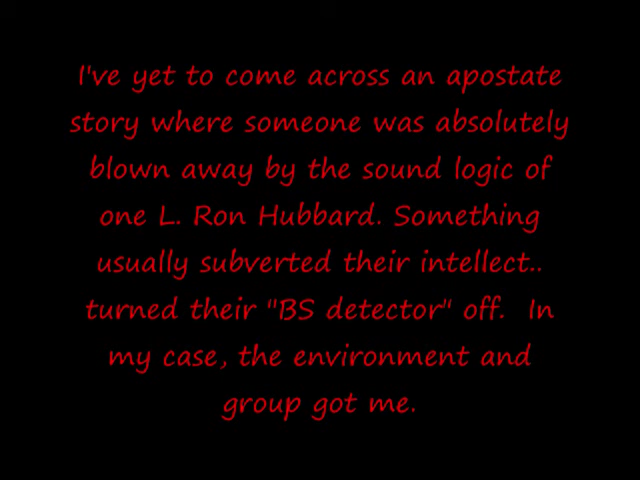 I've yet to come across an apostate
story where someone was absolutely
blown away by the sound logic of
one L. Ron Hubbard. Something
usually subverted their intellect..
turned their "BS detector" off.  In
my case, the environment and
group got me.